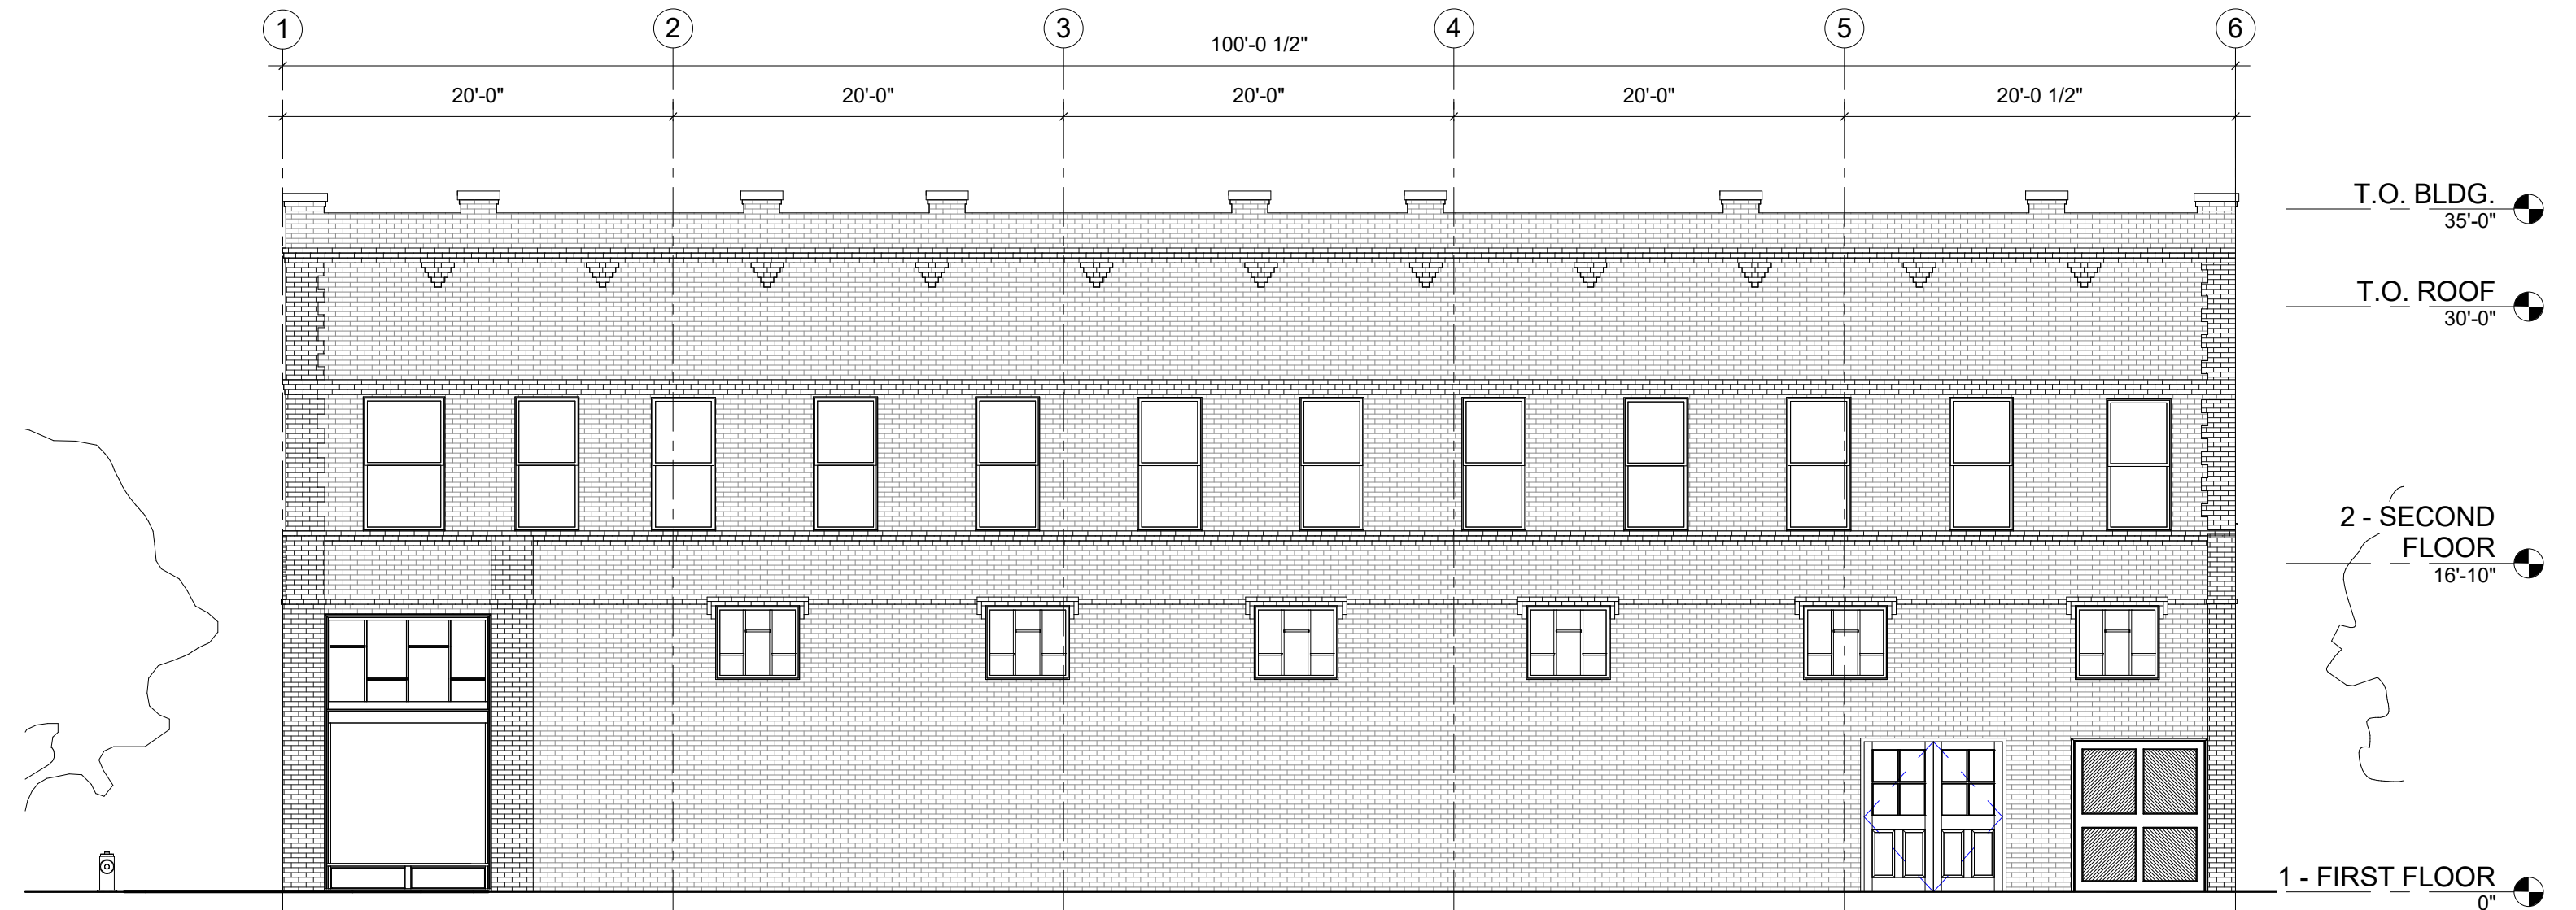 1 2 3 4 5 6
100'-0 1/2"
20'-0" 20'-0" 20'-0" 20'-0" 20'-0 1/2"
T.O. BLDG.
35'-0"
T.O. ROOF
30'-0"
2 - SECOND
FLOOR
16'-10"
1 - FIRST FLOOR
0"